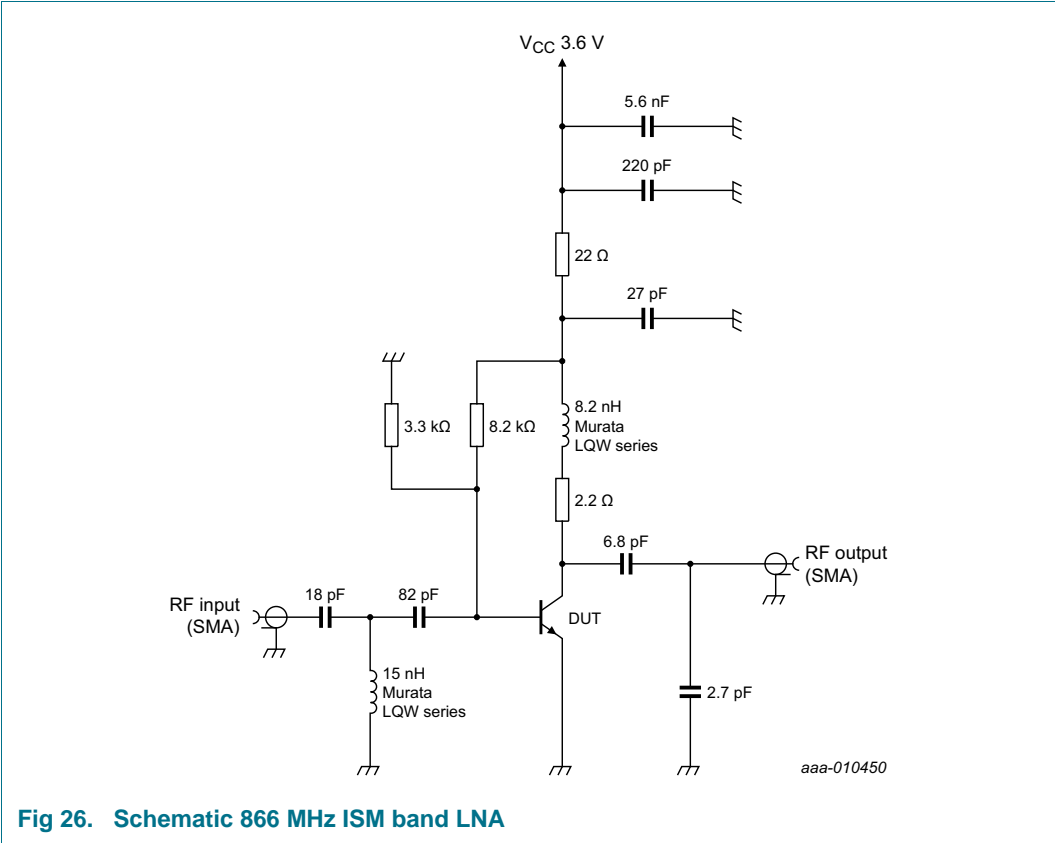 VCC 3.6 V
5.6 nF
220 pF
22 Ω
27 pF
3.3 kΩ
8.2 kΩ
8.2 nH
Murata
LQW series
2.2 Ω
6.8 pF
RF output
(SMA)
RF input
(SMA)
18 pF
82 pF
DUT
15 nH
Murata
LQW series
2.7 pF
aaa-010450
Fig 26. Schematic 866 MHz ISM band LNA